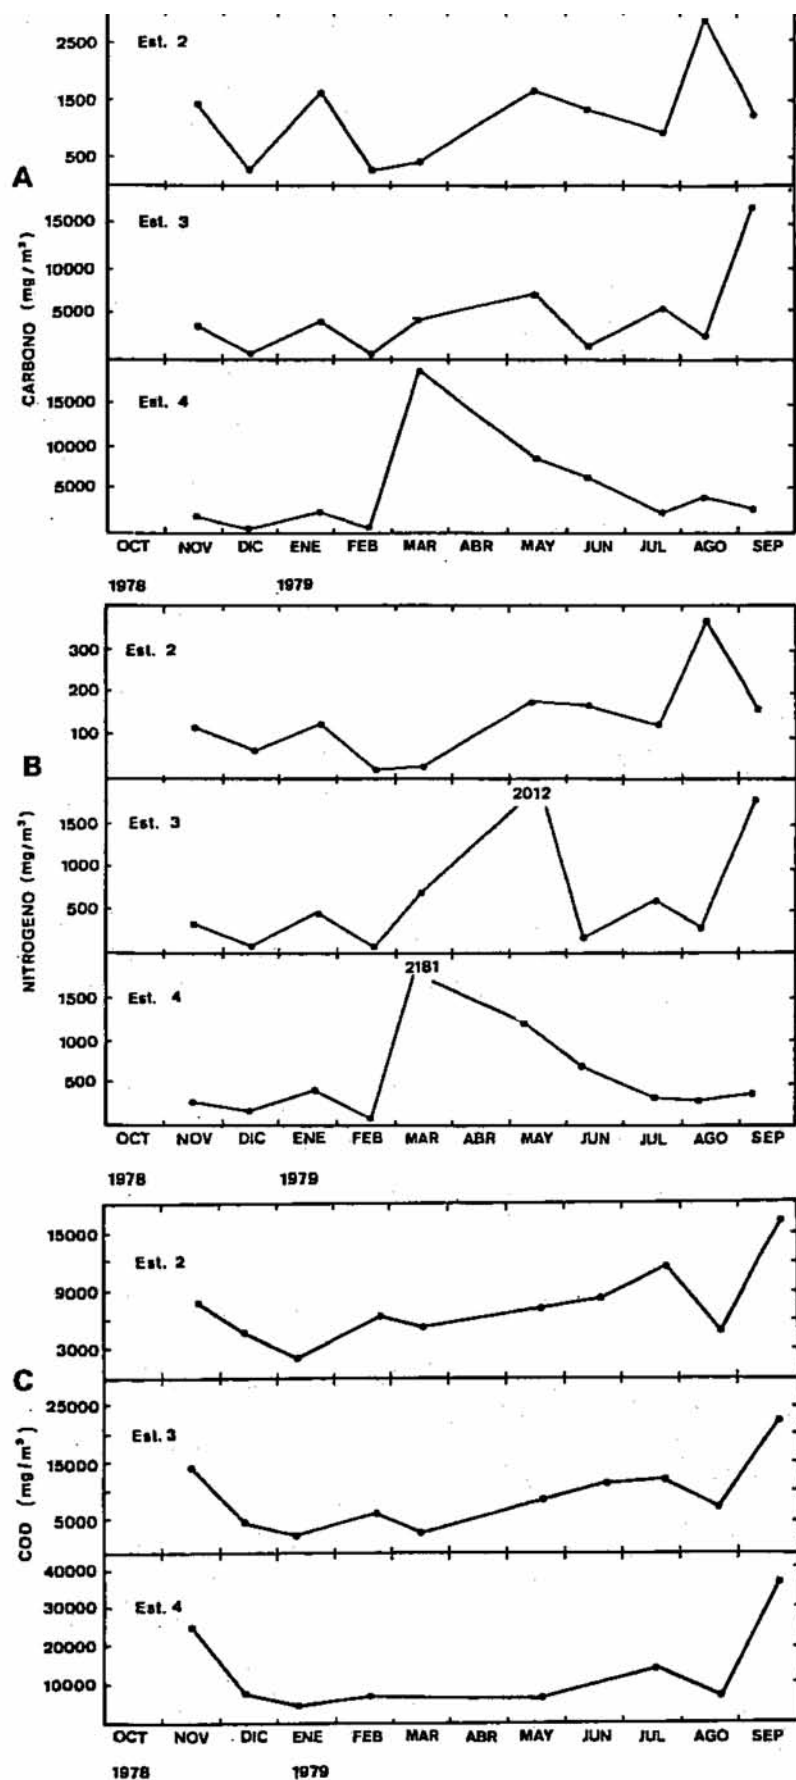 A
CARBONO (mg/m³)
Est. 2
2500
1500
500
Est. 3
15000
10000
5000
Est. 4
15000
10000
5000
OCT NOV DIC ENE FEB MAR ABR MAY JUN JUL AGO SEP
1978 1979
B
NITROGENO (mg/m³)
Est. 2
300
200
100
2012
Est. 3
1500
1000
500
2181
Est. 4
1500
1000
500
OCT NOV DIC ENE FEB MAR ABR MAY JUN JUL AGO SEP
1978 1979
C
COD (mg/m³)
Est. 2
15000
9000
3000
Est. 3
25000
15000
5000
Est. 4
40000
30000
20000
10000
OCT NOV DIC ENE FEB MAR ABR MAY JUN JUL AGO SEP
1978 1979